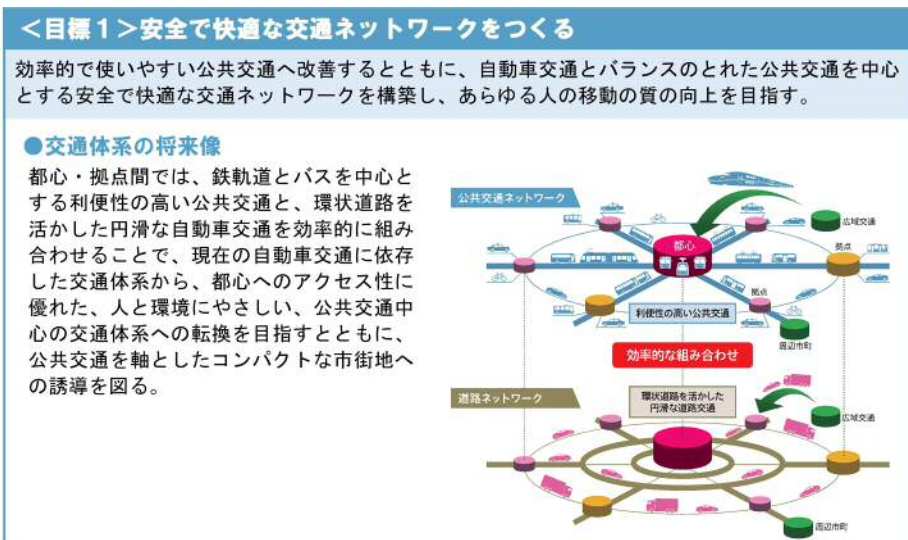 ＜目標１＞安全で快適な交通ネットワークをつくる
効率的で使いやすい公共交通へ改善するとともに、自動車交通とバランスのとれた公共交通を中心
とする安全で快適な交通ネットワークを構築し、あらゆる人の移動の質の向上を目指す。
●交通体系の将来像
都心・拠点間では、鉄軌道とバスを中心と
する利便性の高い公共交通と、環状道路を
活かした円滑な自動車交通を効率的に組み
合わせることで、現在の自動車交通に依存
した交通体系から、都心へのアクセス性に
優れた、人と環境にやさしい、公共交通中
心の交通体系への転換を目指すとともに、
公共交通を軸としたコンパクトな市街地へ
の誘導を図る。
公共交通ネットワーク
広域交通
都心
拠点
拠点
利便性の高い公共交通
周辺市町
効率的な組み合わせ
道路ネットワーク
環状道路を活かした
円滑な道路交通
広域交通
周辺市町